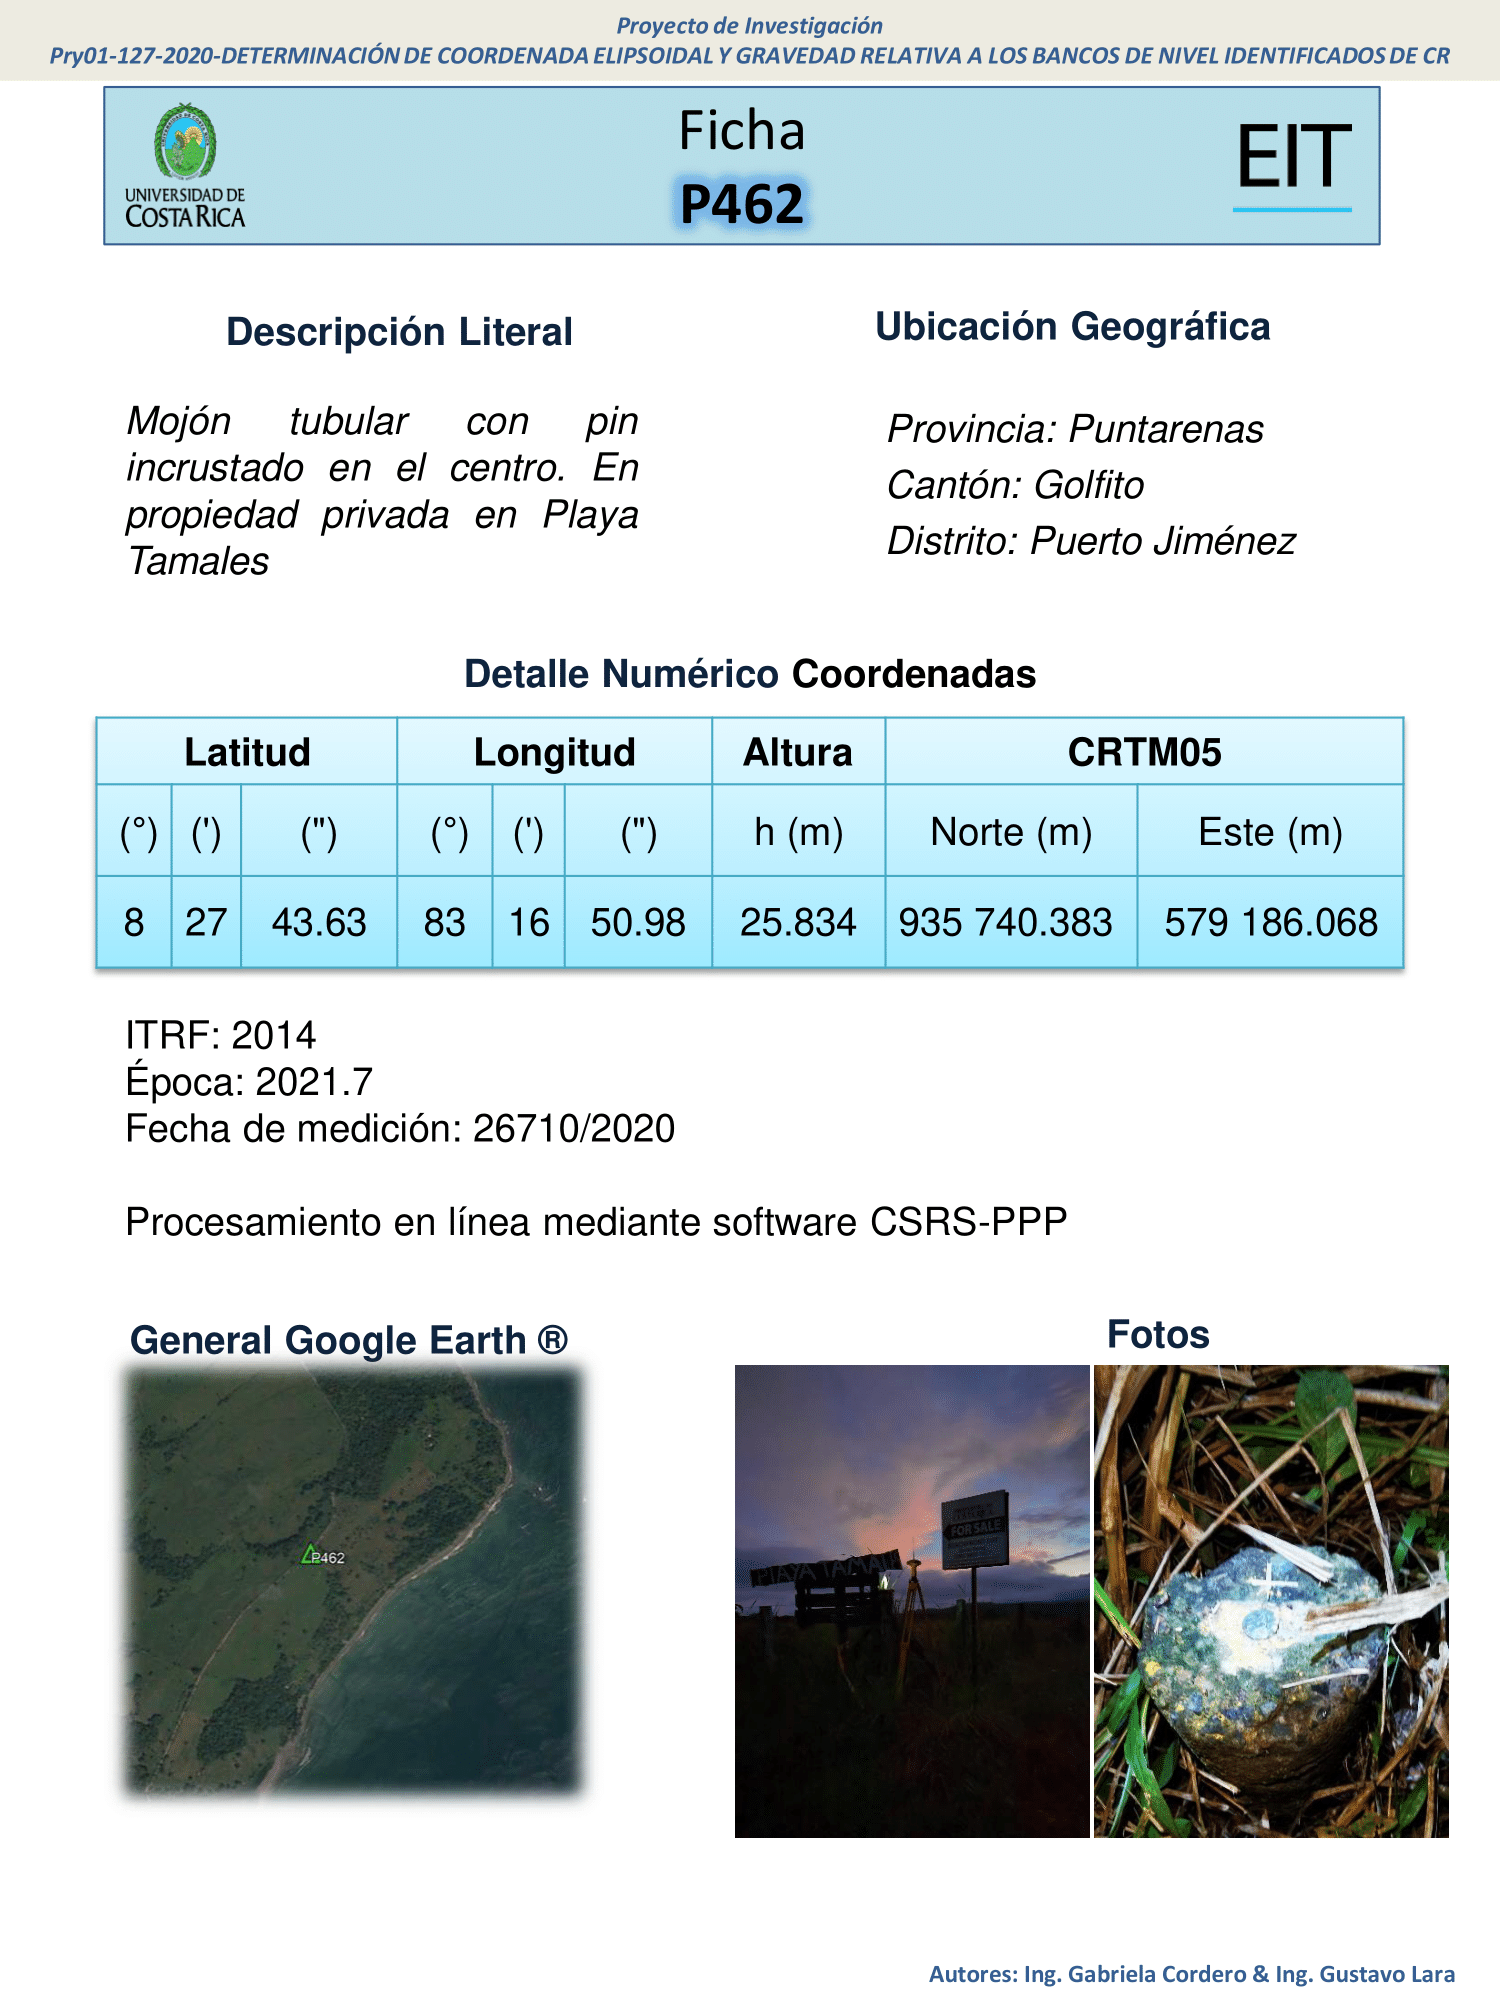 Proyecto de Investigación
Pry01-127-2020-DETERMINACIÓN DE COORDENADA ELIPSOIDAL Y GRAVEDAD RELATIVA A LOS BANCOS DE NIVEL IDENTIFICADOS DE CR
UNIVERSIDAD DE
COSTA RICA
Ficha
P462
EIT
Descripción Literal
Mojón tubular con pin
incrustado en el centro. En
propiedad privada en Playa
Tamales
Ubicación Geográfica
Provincia: Puntarenas
Cantón: Golfito
Distrito: Puerto Jiménez
Detalle Numérico Coordenadas
Latitud Longitud Altura CRTM05
(°) (') (") (°) (') (") h (m) Norte (m) Este (m)
8 27 43.63 83 16 50.98 25.834 935 740.383 579 186.068
ITRF: 2014
Época: 2021.7
Fecha de medición: 26710/2020
Procesamiento en línea mediante software CSRS-PPP
General Google Earth ®
P462
Fotos
PLAYA
FOR SALE
Autores: Ing. Gabriela Cordero & Ing. Gustavo Lara